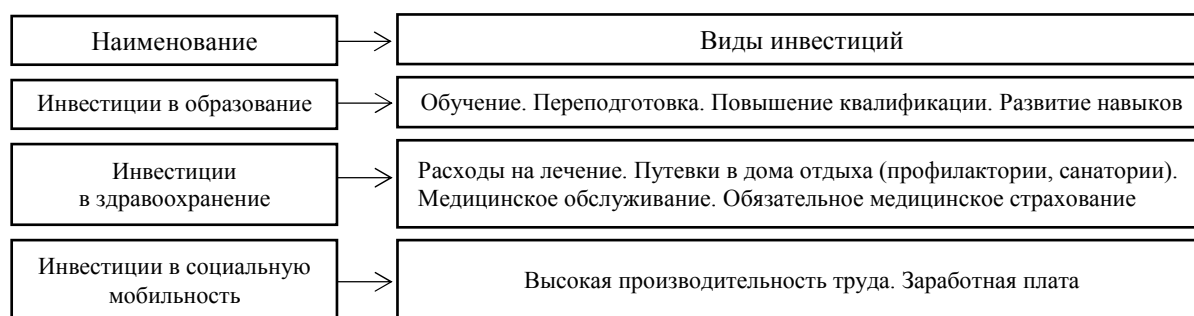 Наименование
Виды инвестиций
Инвестиции в образование
Обучение. Переподготовка. Повышение квалификации. Развитие навыков
Инвестиции
в здравоохранение
Расходы на лечение. Путевки в дома отдыха (профилактории, санатории).
Медицинское обслуживание. Обязательное медицинское страхование
Инвестиции в социальную
мобильность
Высокая производительность труда. Заработная плата